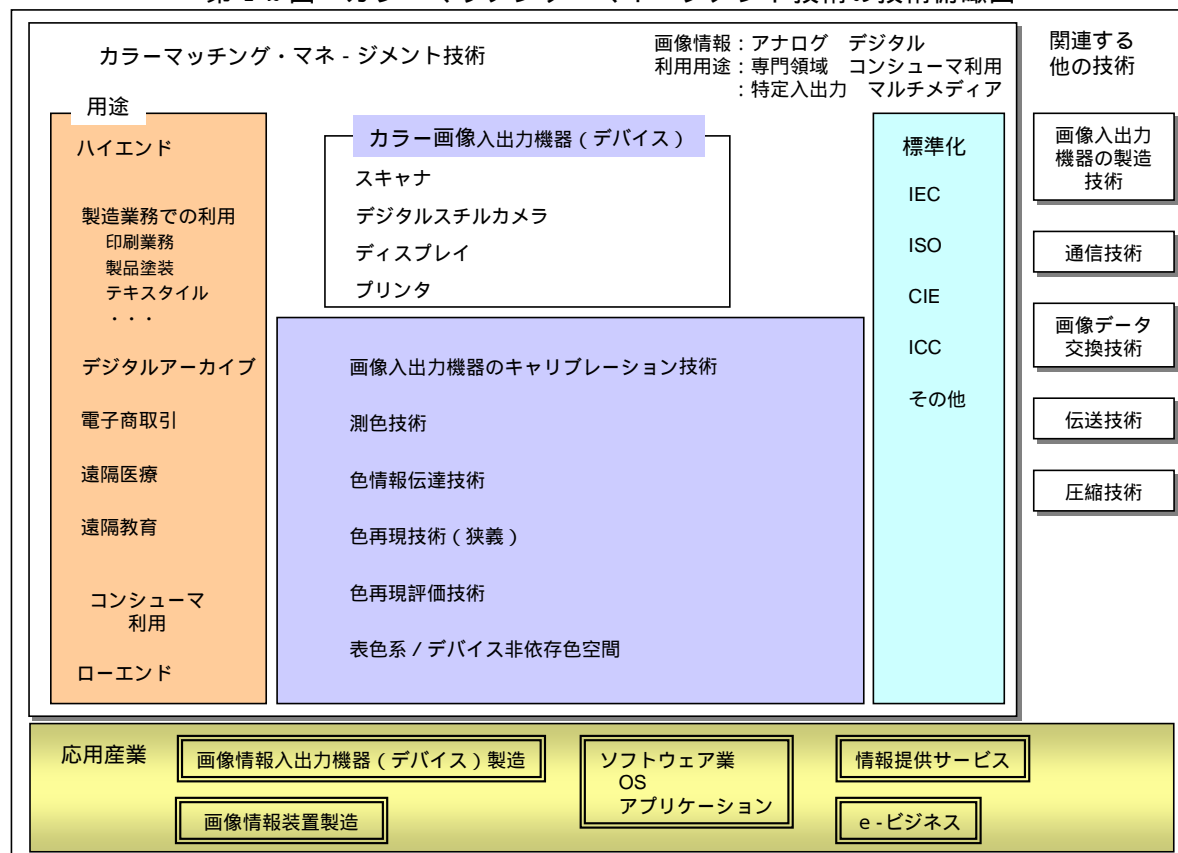 カラーマッチング・マネ-ジメント技術
画像情報：アナログ　デジタル
利用用途：専門領域　コンシューマ利用
：特定入出力　マルチメディア
関連する
他の技術
用途
ハイエンド
製造業務での利用
印刷業務
製品塗装
テキスタイル
・・・
デジタルアーカイブ
電子商取引
遠隔医療
遠隔教育
コンシューマ
利用
ローエンド
カラー画像入出力機器（デバイス）
スキャナ
デジタルスチルカメラ
ディスプレイ
プリンタ
画像入出力機器のキャリブレーション技術
測色技術
色情報伝達技術
色再現技術（狭義）
色再現評価技術
表色系／デバイス非依存色空間
標準化
IEC
ISO
CIE
ICC
その他
画像入出力
機器の製造
技術
通信技術
画像データ
交換技術
伝送技術
圧縮技術
応用産業
画像情報入出力機器（デバイス）製造
画像情報装置製造
ソフトウェア業
OS
アプリケーション
情報提供サービス
e-ビジネス